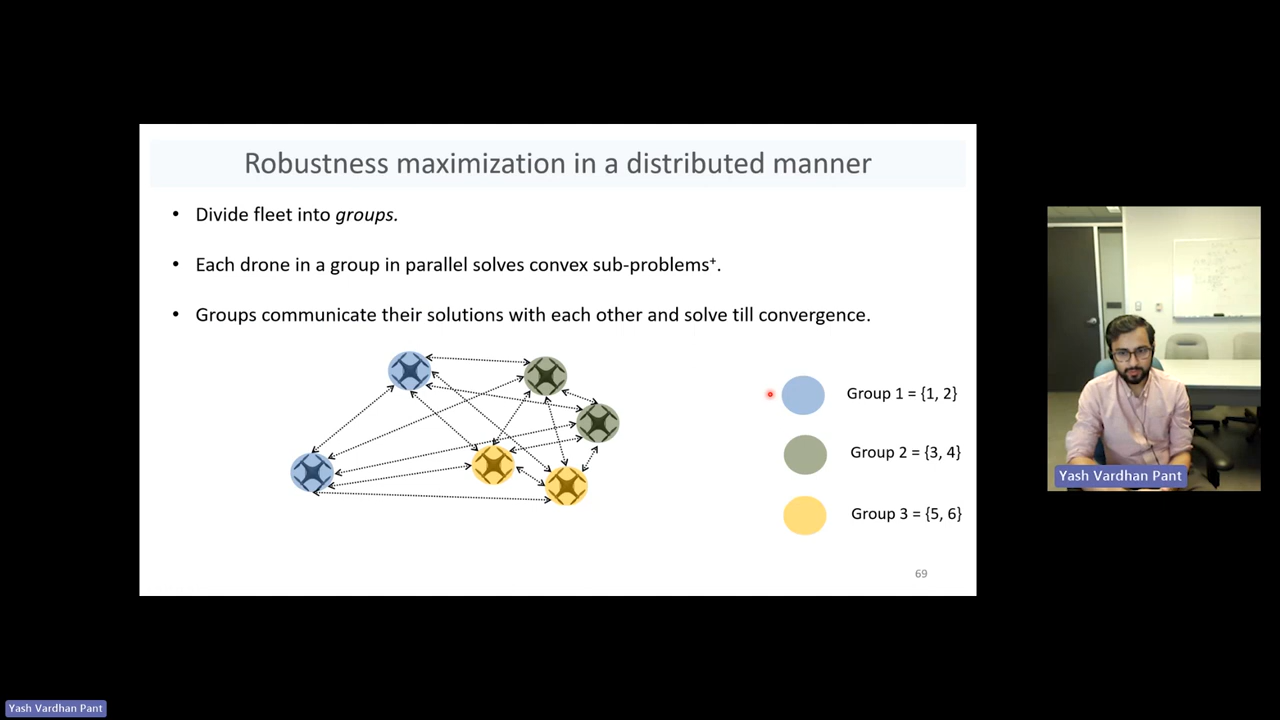 Robustness maximization in a distributed manner
• Divide fleet into groups.
• Each drone in a group in parallel solves convex sub-problems⁺.
• Groups communicate their solutions with each other and solve till convergence.
Group 1 = {1, 2}
Group 2 = {3, 4}
Group 3 = {5, 6}
69
Yash Vardhan Pant
Yash Vardhan Pant